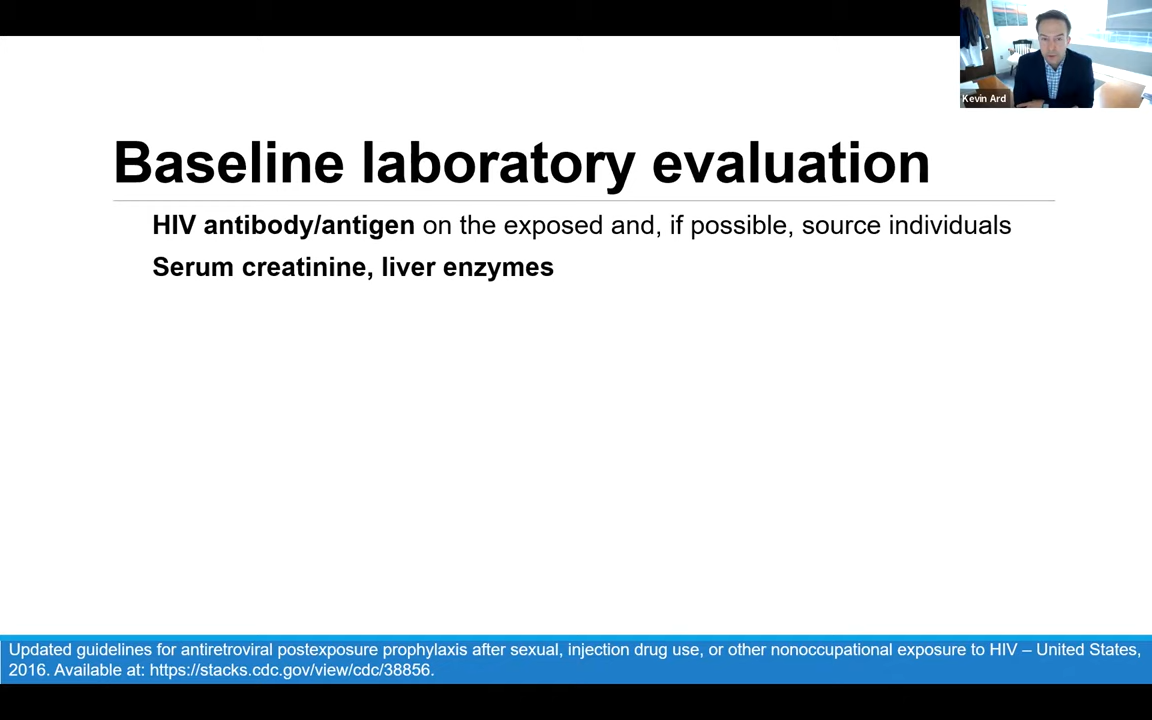 Kevin Ard
Baseline laboratory evaluation
HIV antibody/antigen on the exposed and, if possible, source individuals
Serum creatinine, liver enzymes
Updated guidelines for antiretroviral postexposure prophylaxis after sexual, injection drug use, or other nonoccupational exposure to HIV – United States,
2016. Available at: https://stacks.cdc.gov/view/cdc/38856.